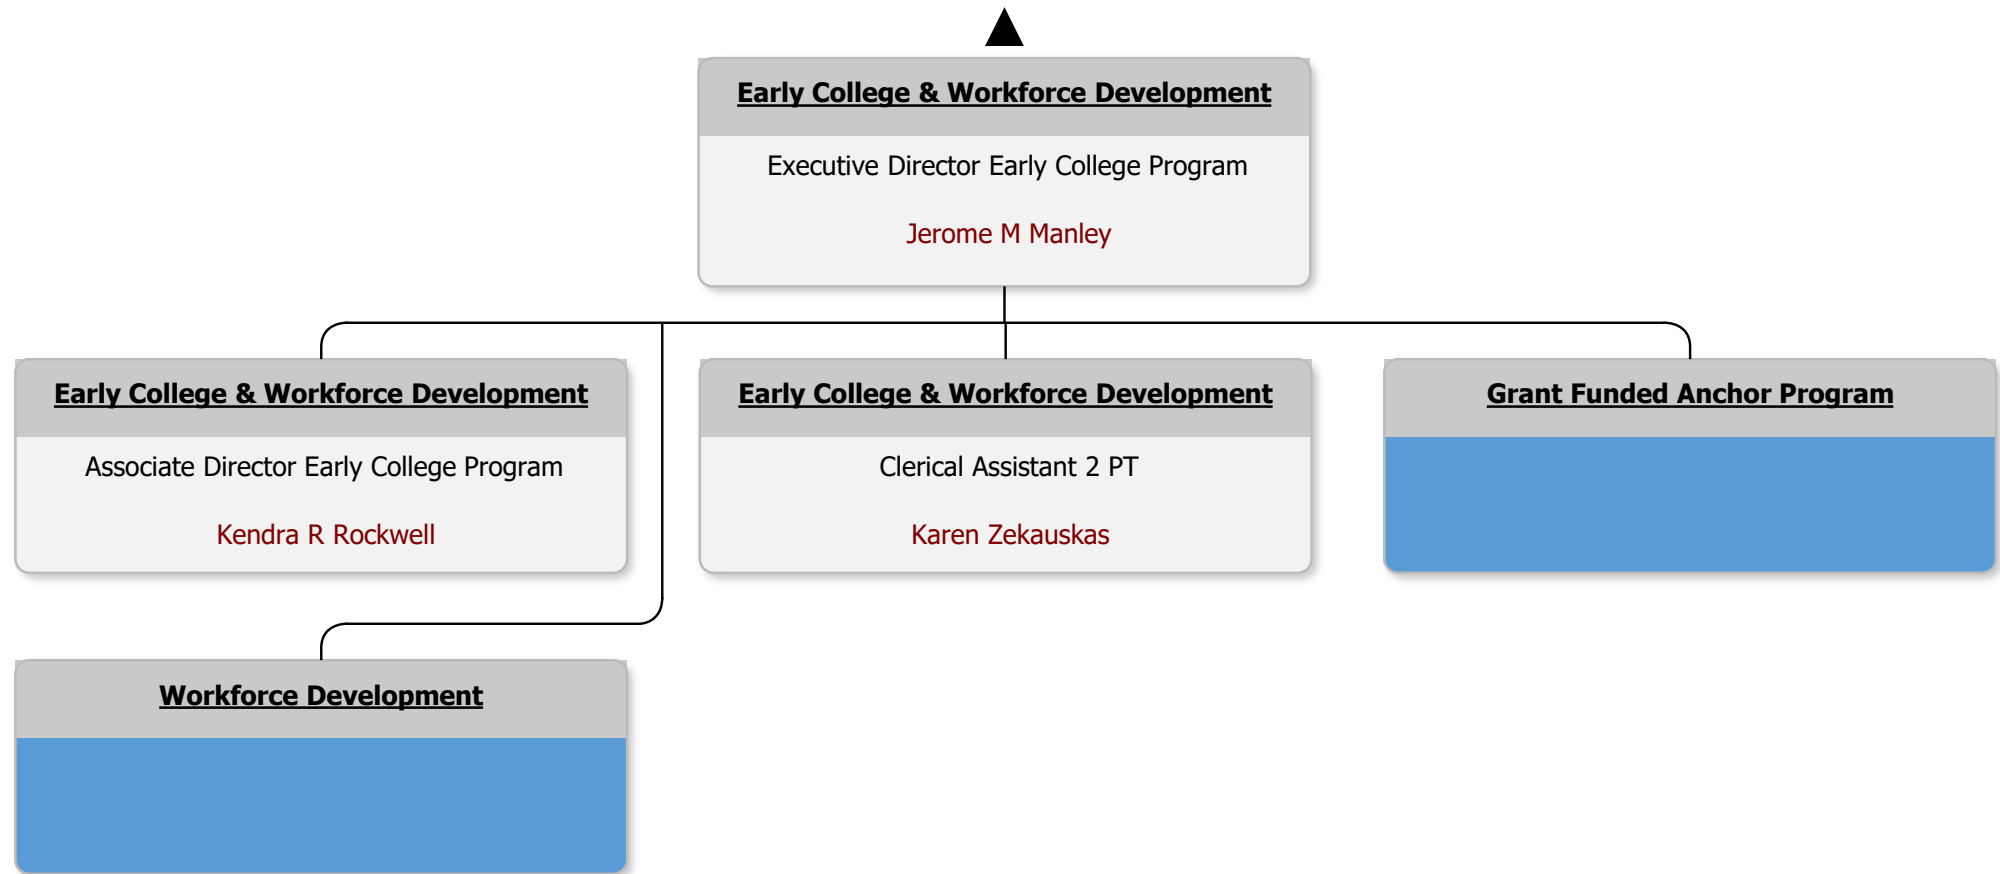 Early College & Workforce Development
Executive Director Early College Program
Jerome M Manley
Early College & Workforce Development
Associate Director Early College Program
Kendra R Rockwell
Early College & Workforce Development
Clerical Assistant 2 PT
Karen Zekauskas
Grant Funded Anchor Program
Workforce Development